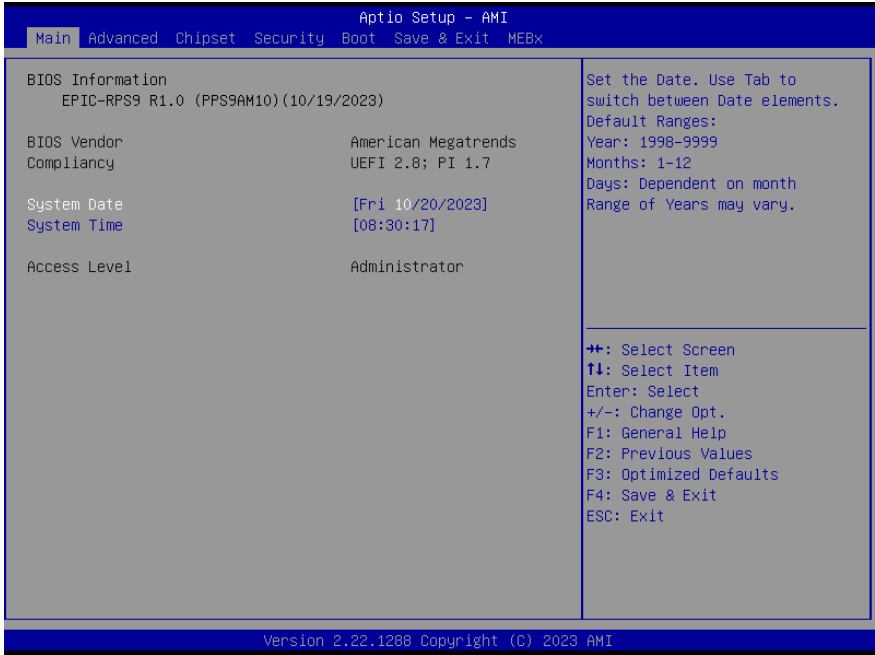 Aptio Setup – AMI
Main Advanced Chipset Security Boot Save & Exit MEBx
BIOS Information
EPIC-RPS9 R1.0 (PPS9AM10)(10/19/2023)
BIOS Vendor American Megatrends
Compliancy UEFI 2.8; PI 1.7
System Date [Fri 10/20/2023]
System Time [08:30:17]
Access Level Administrator
Set the Date. Use Tab to
switch between Date elements.
Default Ranges:
Year: 1998-9999
Months: 1-12
Days: Dependent on month
Range of Years may vary.
→←: Select Screen
↑↓: Select Item
Enter: Select
+/-: Change Opt.
F1: General Help
F2: Previous Values
F3: Optimized Defaults
F4: Save & Exit
ESC: Exit
Version 2.22.1288 Copyright (C) 2023 AMI